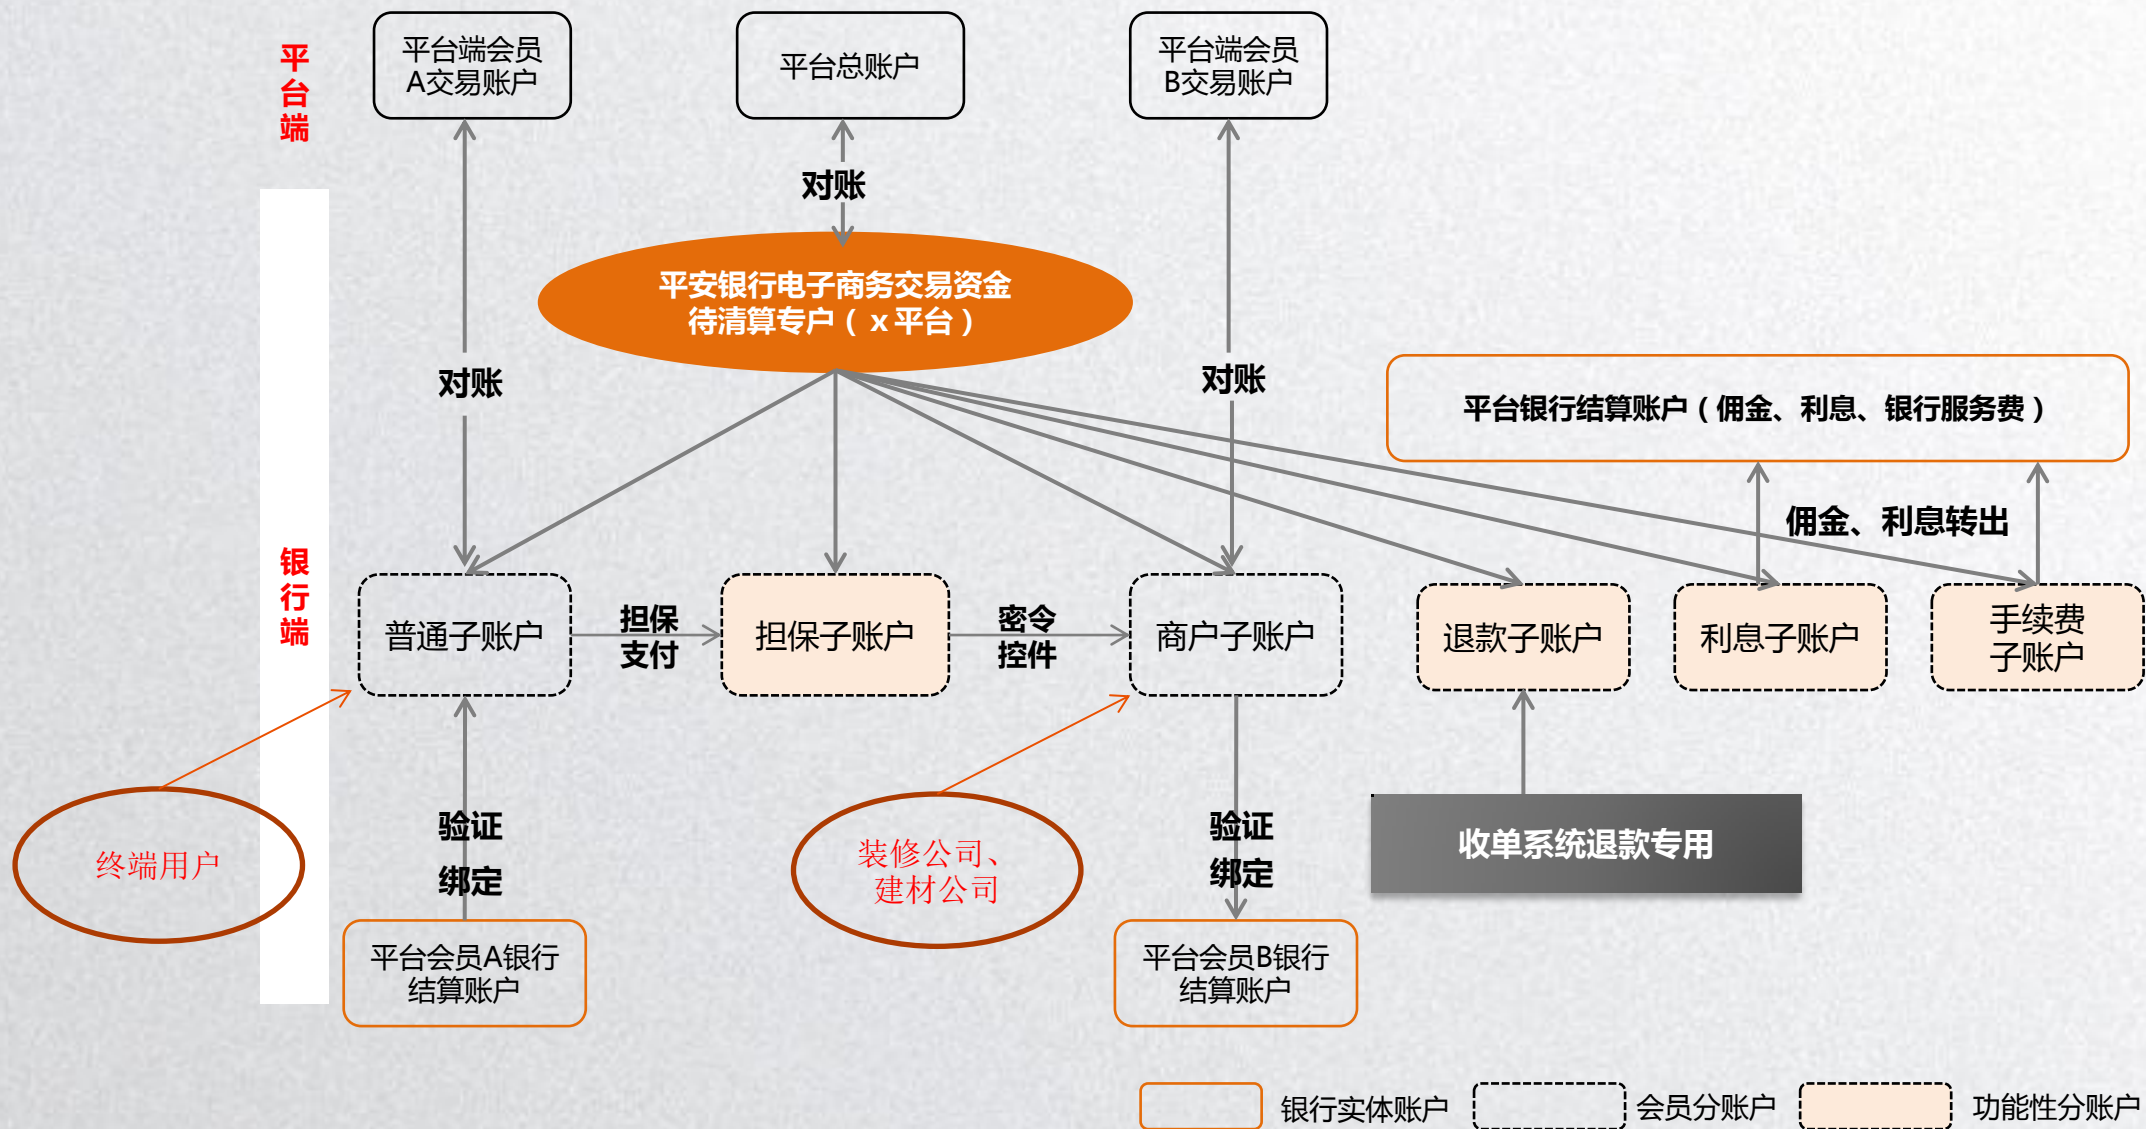 平台端
平台端会员
A交易账户
平台总账户
平台端会员
B交易账户
对账
平安银行电子商务交易资金
待清算专户（x平台）
对账
对账
平台银行结算账户（佣金、利息、银行服务费）
佣金、利息转出
银行端
普通子账户
担保
支付
担保子账户
密令
控件
商户子账户
退款子账户
利息子账户
手续费
子账户
终端用户
验证
绑定
装修公司、
建材公司
验证
绑定
收单系统退款专用
平台会员A银行
结算账户
平台会员B银行
结算账户
银行实体账户
会员分账户
功能性分账户